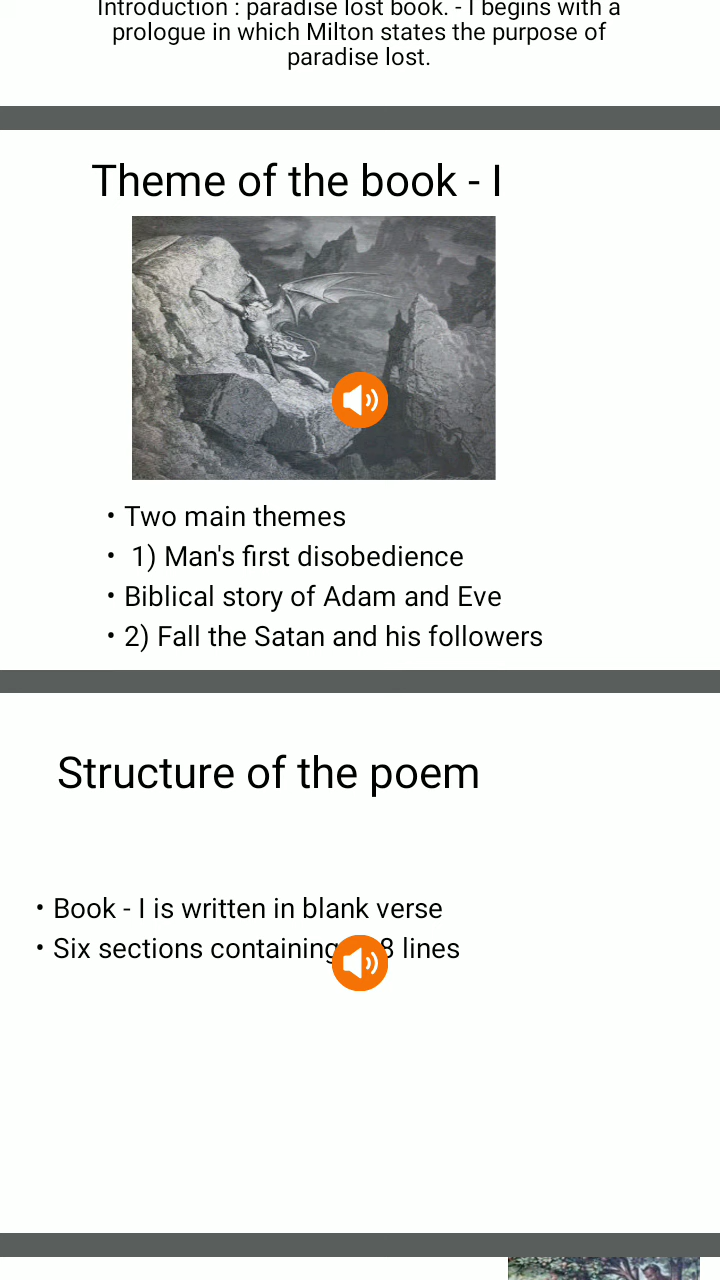 Introduction : paradise lost book. - I begins with a
prologue in which Milton states the purpose of
paradise lost.
Theme of the book - I
• Two main themes
• 1) Man's first disobedience
• Biblical story of Adam and Eve
• 2) Fall the Satan and his followers
Structure of the poem
• Book - I is written in blank verse
• Six sections containing lines